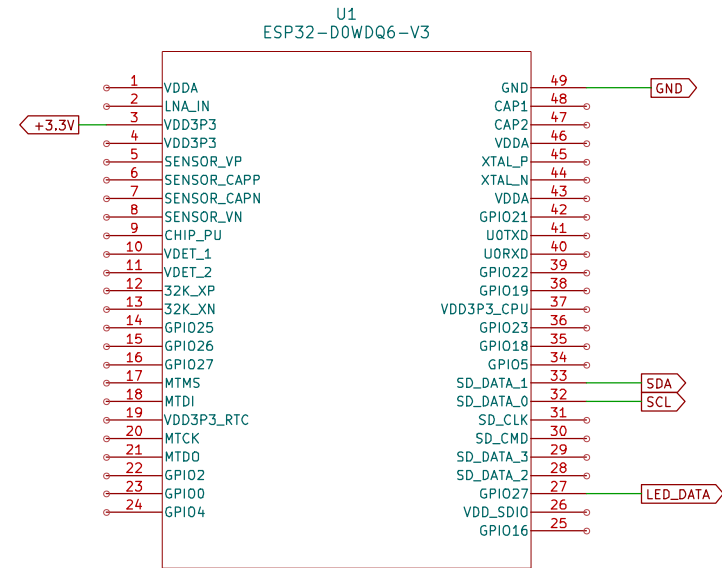 U1
ESP32-D0WDQ6-V3
1 VDDA
2 LNA_IN
+3.3V 3 VDD3P3
4 VDD3P3
5 SENSOR_VP
6 SENSOR_CAPP
7 SENSOR_CAPN
8 SENSOR_VN
9 CHIP_PU
10 VDET_1
11 VDET_2
12 32K_XP
13 32K_XN
14 GPIO25
15 GPIO26
16 GPIO27
17 MTMS
18 MTDI
19 VDD3P3_RTC
20 MTCK
21 MTDO
22 GPIO2
23 GPIO0
24 GPIO4
GND 49 GND
CAP1 48
CAP2 47
VDDA 46
XTAL_P 45
XTAL_N 44
VDDA 43
GPIO21 42
U0TXD 41
U0RXD 40
GPIO22 39
GPIO19 38
VDD3P3_CPU 37
GPIO23 36
GPIO18 35
GPIO5 34
SD_DATA_1 33 SDA
SD_DATA_0 32 SCL
SD_CLK 31
SD_CMD 30
SD_DATA_3 29
SD_DATA_2 28
GPIO27 27 LED_DATA
VDD_SDIO 26
GPIO16 25